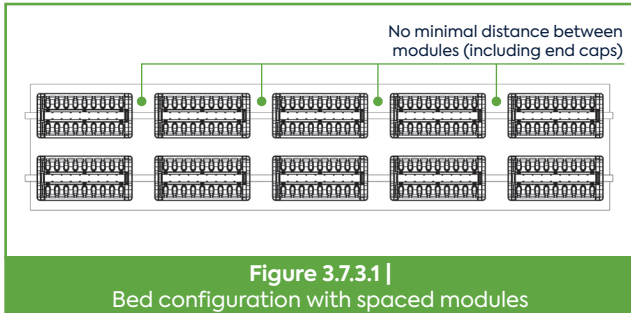 No minimal distance between
modules (including end caps)
Figure 3.7.3.1 |
Bed configuration with spaced modules